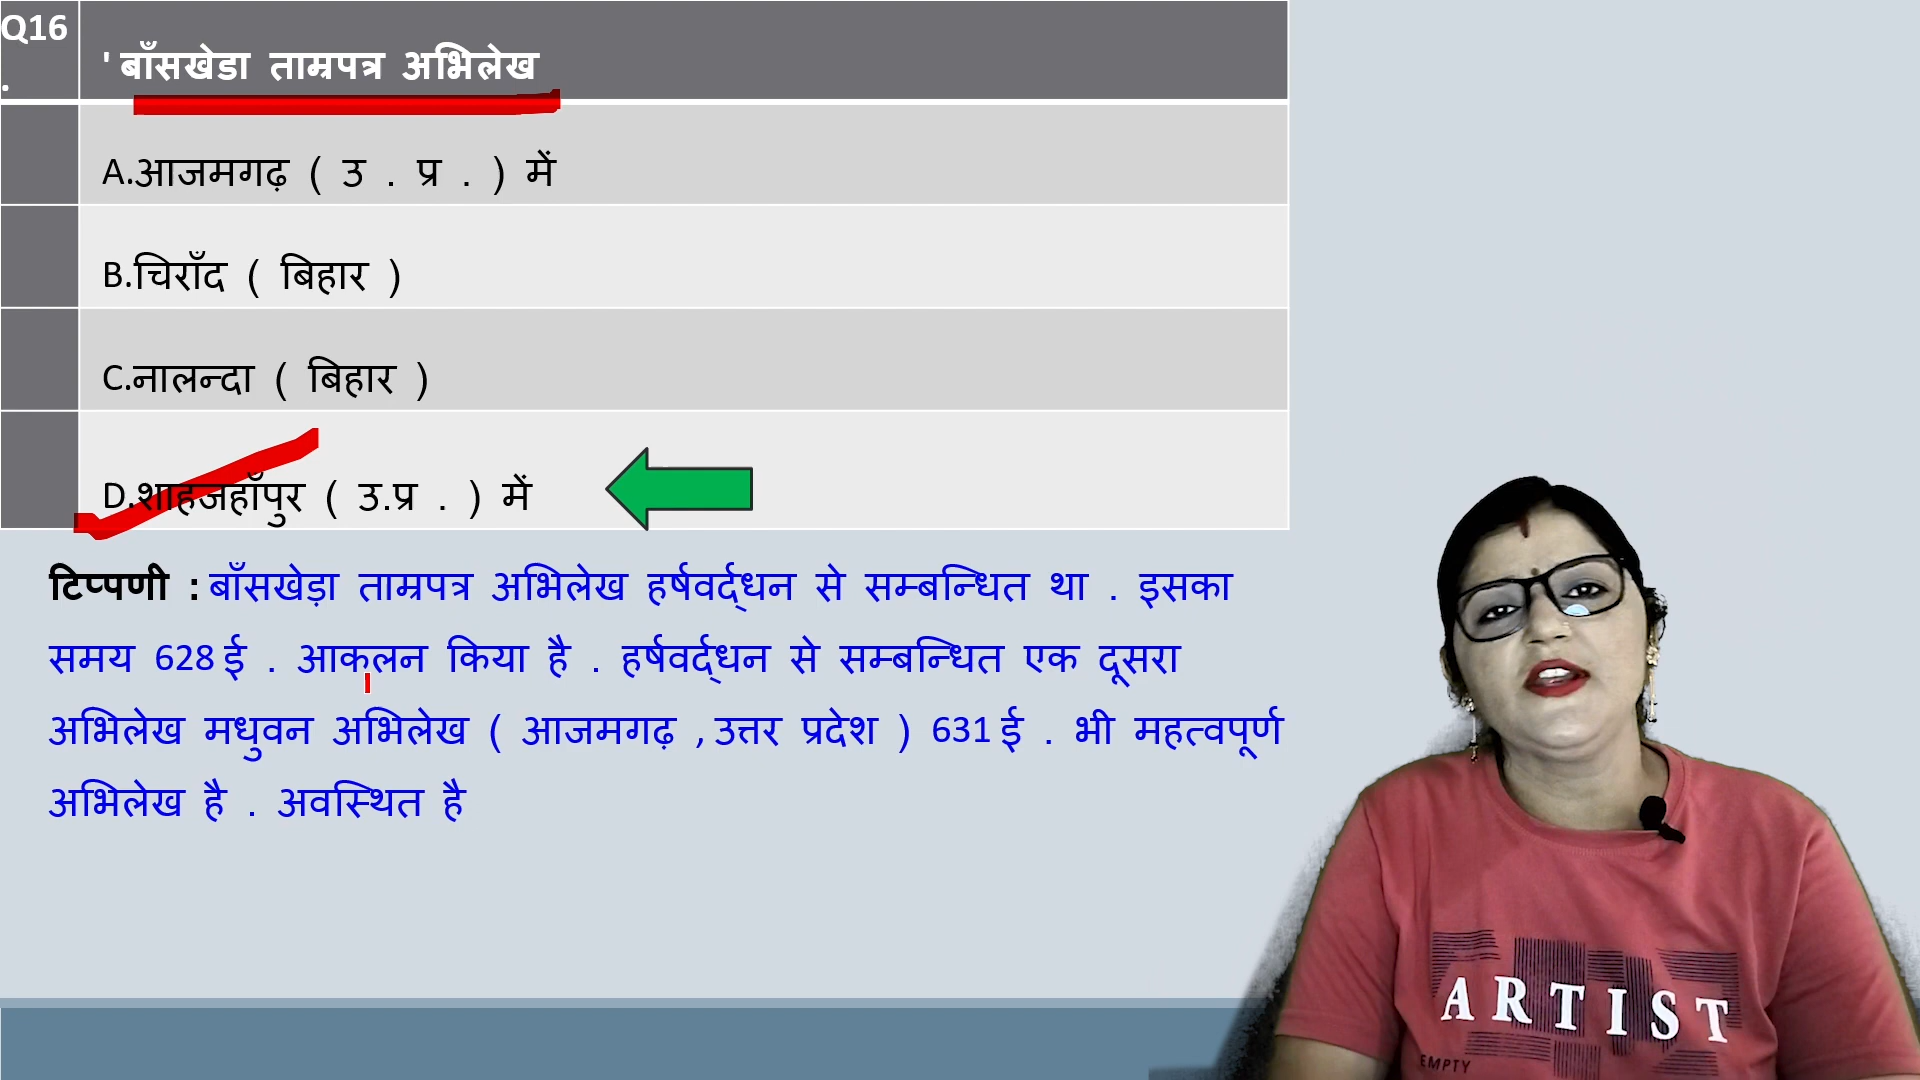 Q16
.
' बाँसखेडा ताम्रपत्र अभिलेख
A.आजमगढ़ ( उ . प्र . ) में
B.चिराँद ( बिहार )
C.नालन्दा ( बिहार )
D.शाहजहाँपुर ( उ.प्र . ) में
टिप्पणी : बाँसखेड़ा ताम्रपत्र अभिलेख हर्षवर्द्धन से सम्बन्धित था . इसका
समय 628 ई . आकलन किया है . हर्षवर्द्धन से सम्बन्धित एक दूसरा
अभिलेख मधुवन अभिलेख ( आजमगढ़ , उत्तर प्रदेश ) 631 ई . भी महत्वपूर्ण
अभिलेख है . अवस्थित है
ARTIST
EMPTY